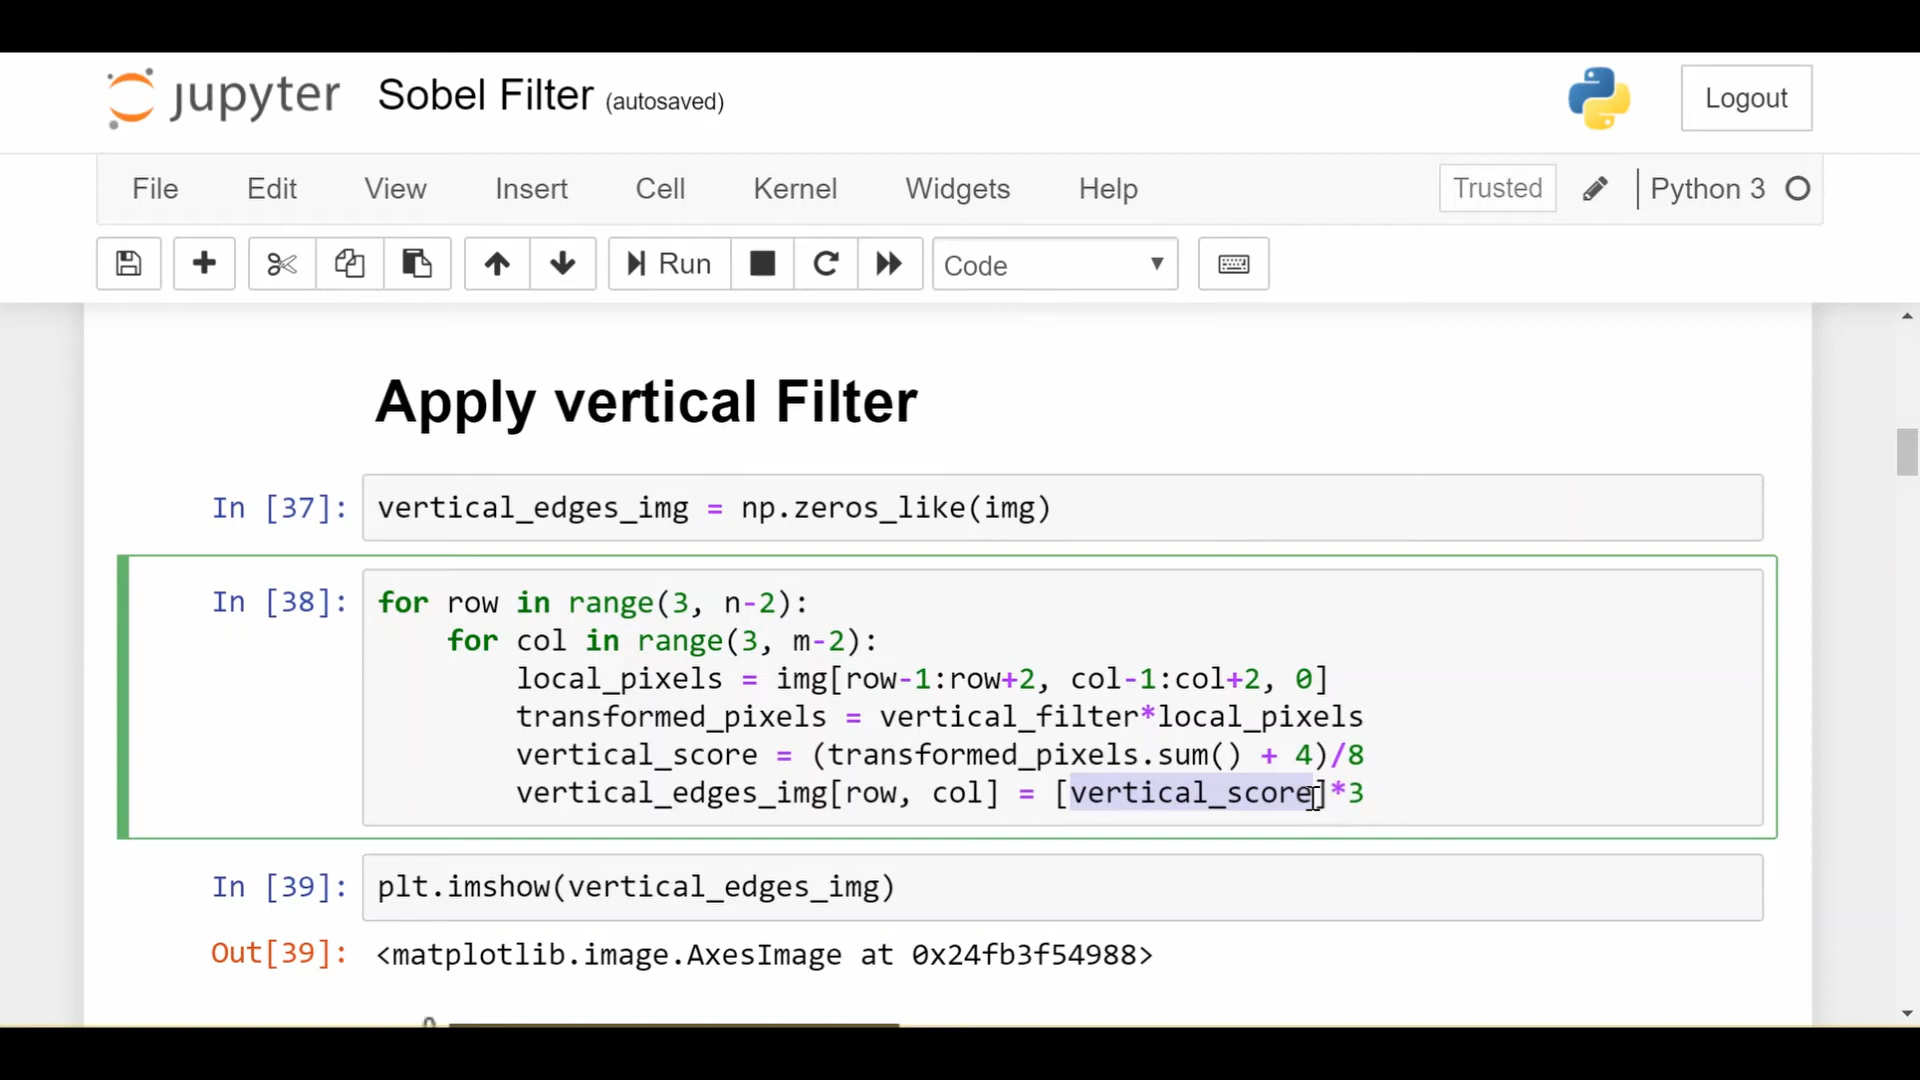 jupyter Sobel Filter (autosaved) Logout
File Edit View Insert Cell Kernel Widgets Help Trusted Python 3
Run Code
Apply vertical Filter
In [37]: vertical_edges_img = np.zeros_like(img)
In [38]: for row in range(3, n-2):
for col in range(3, m-2):
local_pixels = img[row-1:row+2, col-1:col+2, 0]
transformed_pixels = vertical_filter*local_pixels
vertical_score = (transformed_pixels.sum() + 4)/8
vertical_edges_img[row, col] = [vertical_score]*3
In [39]: plt.imshow(vertical_edges_img)
Out[39]: <matplotlib.image.AxesImage at 0x24fb3f54988>